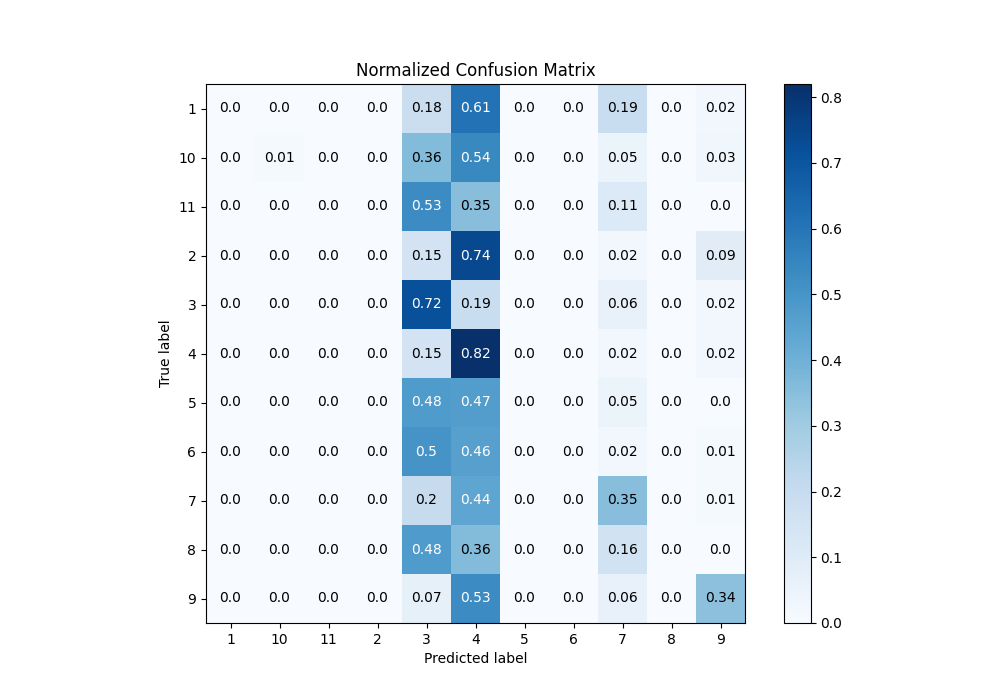 Normalized Confusion Matrix
True label
1 0.0 0.0 0.0 0.0 0.18 0.61 0.0 0.0 0.19 0.0 0.02
10 0.0 0.01 0.0 0.0 0.36 0.54 0.0 0.0 0.05 0.0 0.03
11 0.0 0.0 0.0 0.0 0.53 0.35 0.0 0.0 0.11 0.0 0.0
2 0.0 0.0 0.0 0.0 0.15 0.74 0.0 0.0 0.02 0.0 0.09
3 0.0 0.0 0.0 0.0 0.72 0.19 0.0 0.0 0.06 0.0 0.02
4 0.0 0.0 0.0 0.0 0.15 0.82 0.0 0.0 0.02 0.0 0.02
5 0.0 0.0 0.0 0.0 0.48 0.47 0.0 0.0 0.05 0.0 0.0
6 0.0 0.0 0.0 0.0 0.5 0.46 0.0 0.0 0.02 0.0 0.01
7 0.0 0.0 0.0 0.0 0.2 0.44 0.0 0.0 0.35 0.0 0.01
8 0.0 0.0 0.0 0.0 0.48 0.36 0.0 0.0 0.16 0.0 0.0
9 0.0 0.0 0.0 0.0 0.07 0.53 0.0 0.0 0.06 0.0 0.34
1 10 11 2 3 4 5 6 7 8 9
Predicted label
0.8
0.7
0.6
0.5
0.4
0.3
0.2
0.1
0.0